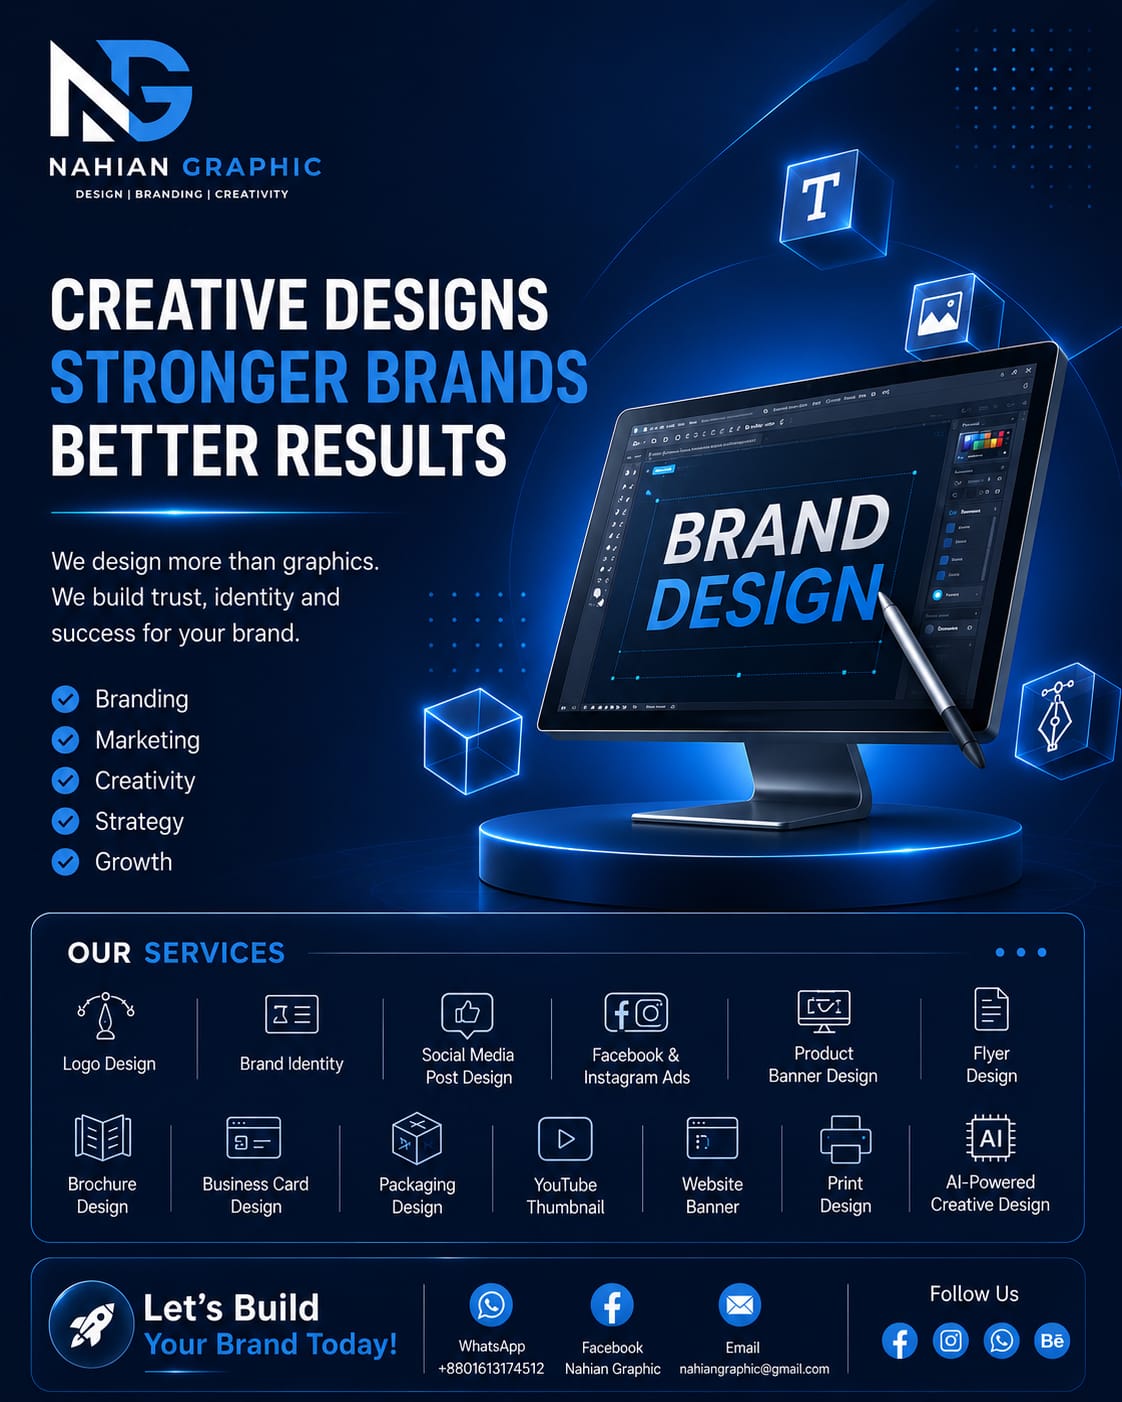 NG
NAHIAN GRAPHIC
DESIGN | BRANDING | CREATIVITY
T
CREATIVE DESIGNS
STRONGER BRANDS
BETTER RESULTS
We design more than graphics.
We build trust, identity and
success for your brand.
Branding
Marketing
Creativity
Strategy
Growth
BRAND
DESIGN
OUR SERVICES
Logo Design
Brand Identity
Social Media
Post Design
Facebook &
Instagram Ads
Product
Banner Design
Flyer
Design
Brochure
Design
Business Card
Design
Packaging
Design
YouTube
Thumbnail
Website
Banner
Print
Design
AI
AI-Powered
Creative Design
Let's Build
Your Brand Today!
WhatsApp
+8801613174512
Facebook
Nahian Graphic
Email
nahiangraphic@gmail.com
Follow Us
Bē